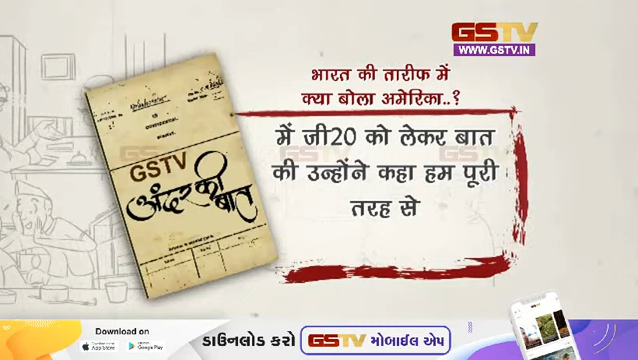 GSTV
WWW.GSTV.IN
भारत की तारीफ में
क्या बोला अमेरिका..?
में जी20 को लेकर बात
की उन्होंने कहा हम पूरी
तरह से
GSTV
अंदर की
बात
Download on
App Store
Google Play
ડાઉનલોડ કરો GSTV મોબાઈલ એપ